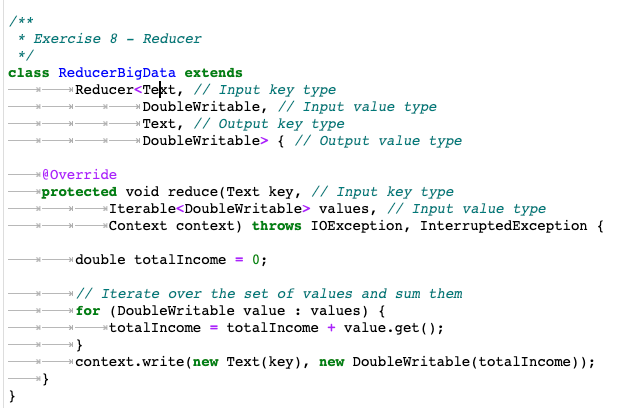 /**
 * Exercise 8 - Reducer
 */
class ReducerBigData extends
Reducer<Text, // Input key type
DoubleWritable, // Input value type
Text, // Output key type
DoubleWritable> { // Output value type
@Override
protected void reduce(Text key, // Input key type
Iterable<DoubleWritable> values, // Input value type
Context context) throws IOException, InterruptedException {
double totalIncome = 0;
// Iterate over the set of values and sum them
for (DoubleWritable value : values) {
totalIncome = totalIncome + value.get();
}
context.write(new Text(key), new DoubleWritable(totalIncome));
}
}